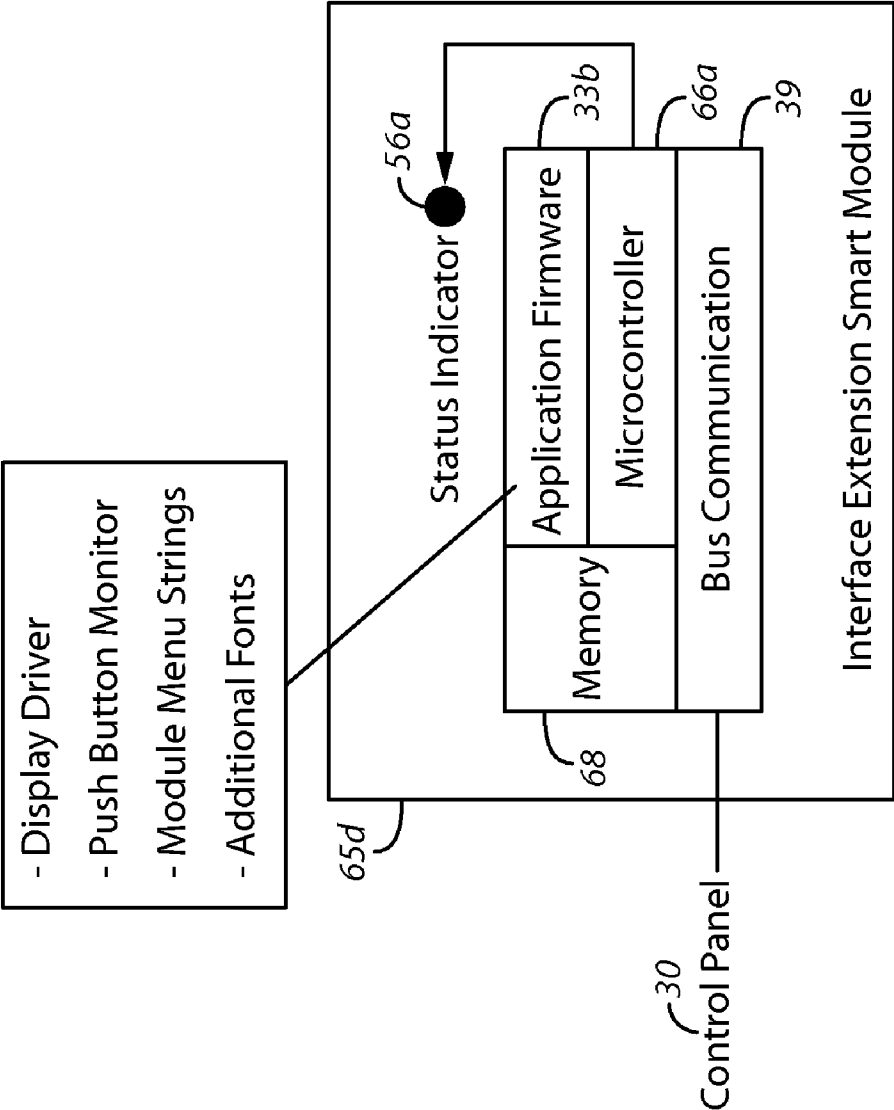 - Display Driver
- Push Button Monitor
- Module Menu Strings
- Additional Fonts
65d
56a
Status Indicator
68
Memory
Application Firmware
33b
Microcontroller
66a
Bus Communication
39
30
Control Panel
Interface Extension Smart Module